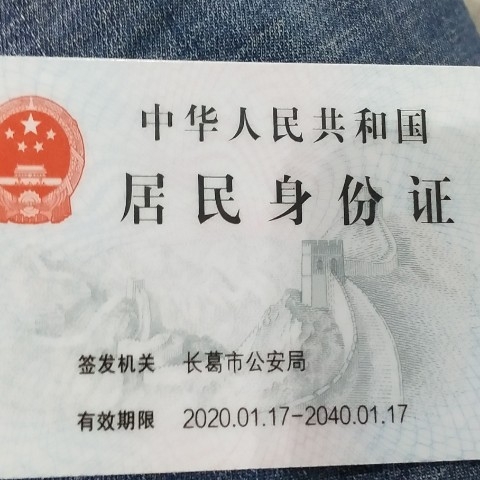 中华人民共和国
居民身份证
签发机关 长葛市公安局
有效期限 2020.01.17-2040.01.17